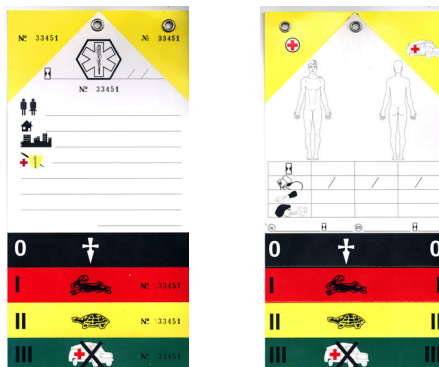 Nº 33451 № 33451
Nº 33451
0
I Nº 33451
II Nº 33451
III Nº 33451
0 0
I I
II II
III III